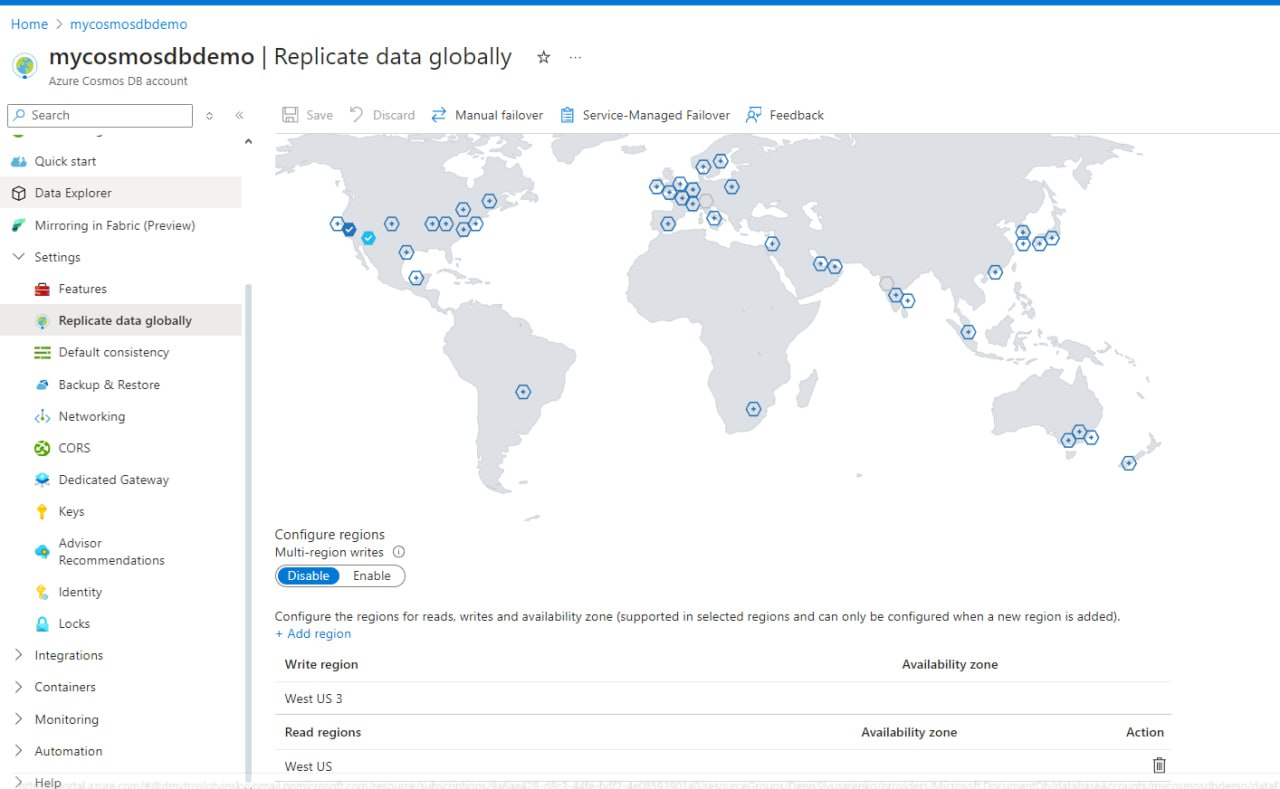 Home > mycosmosdbdemo
mycosmosdbdemo | Replicate data globally
Azure Cosmos DB account
Search
Save
Discard
Manual failover
Service-Managed Failover
Feedback
Quick start
Data Explorer
Mirroring in Fabric (Preview)
Settings
Features
Replicate data globally
Default consistency
Backup & Restore
Networking
CORS
Dedicated Gateway
Keys
Advisor
Recommendations
Identity
Locks
Integrations
Containers
Monitoring
Automation
Help
Configure regions
Multi-region writes
Disable Enable
Configure the regions for reads, writes and availability zone (supported in selected regions and can only be configured when a new region is added).
+ Add region
Write region Availability zone
West US 3
Read regions Availability zone Action
West US